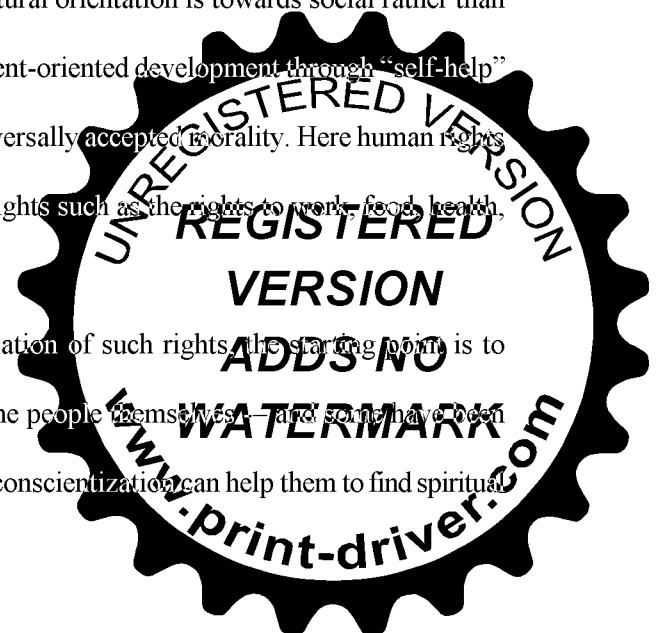 tural orientation is towards social rather than
ent-oriented development through “self-help”
versally accepted morality. Here human rights
ghts such as the rights to work, food, health,
ation of such rights, the starting point is to
he people themselves — and some have been
conscientization can help them to find spiritual
UNREGISTERED VERSION
REGISTERED
VERSION
ADDS NO
WATERMARK
www.print-driver.com